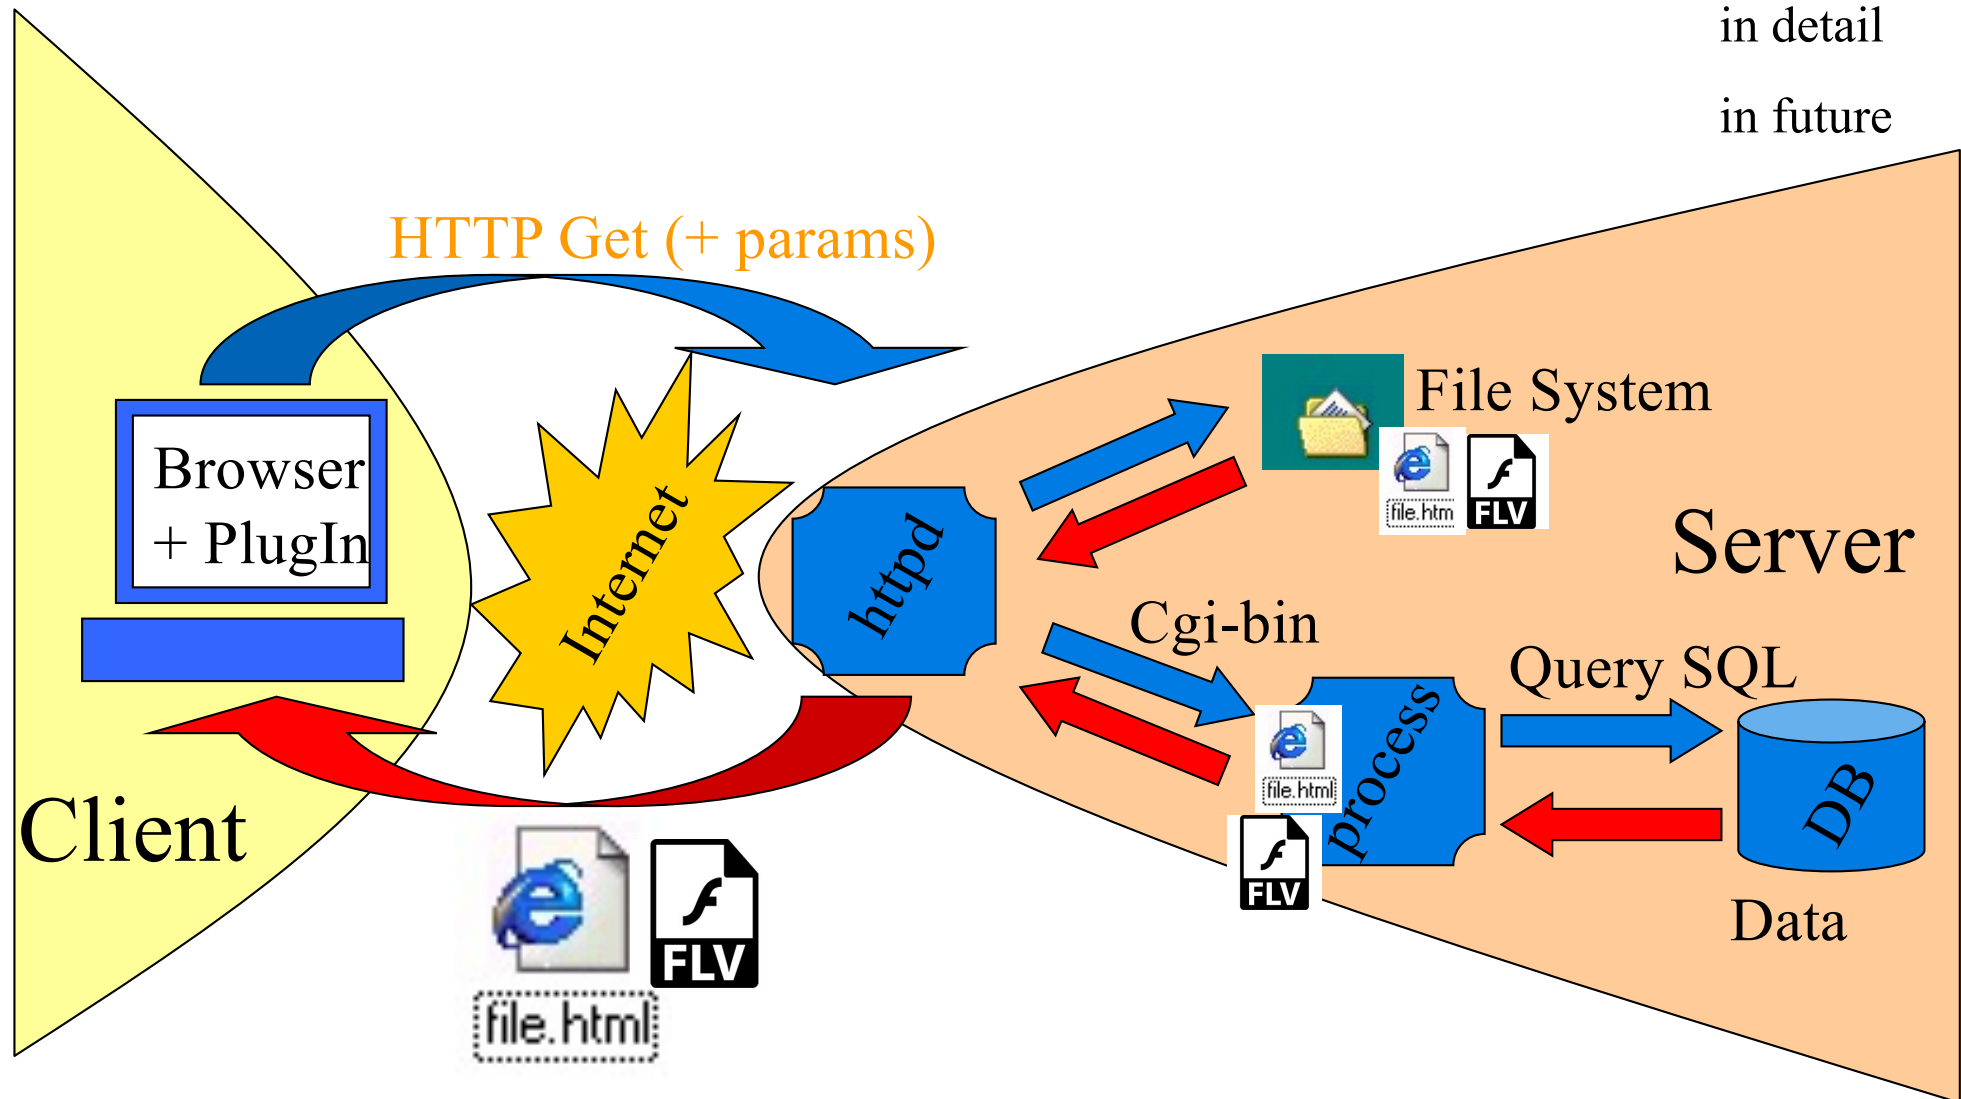 in detail
in future
HTTP Get (+ params)
Browser
+ PlugIn
Internet
httpd
File System
file.htm
FLV
Server
Cgi-bin
Query SQL
file.html
process
FLV
DB
Data
Client
file.html
FLV